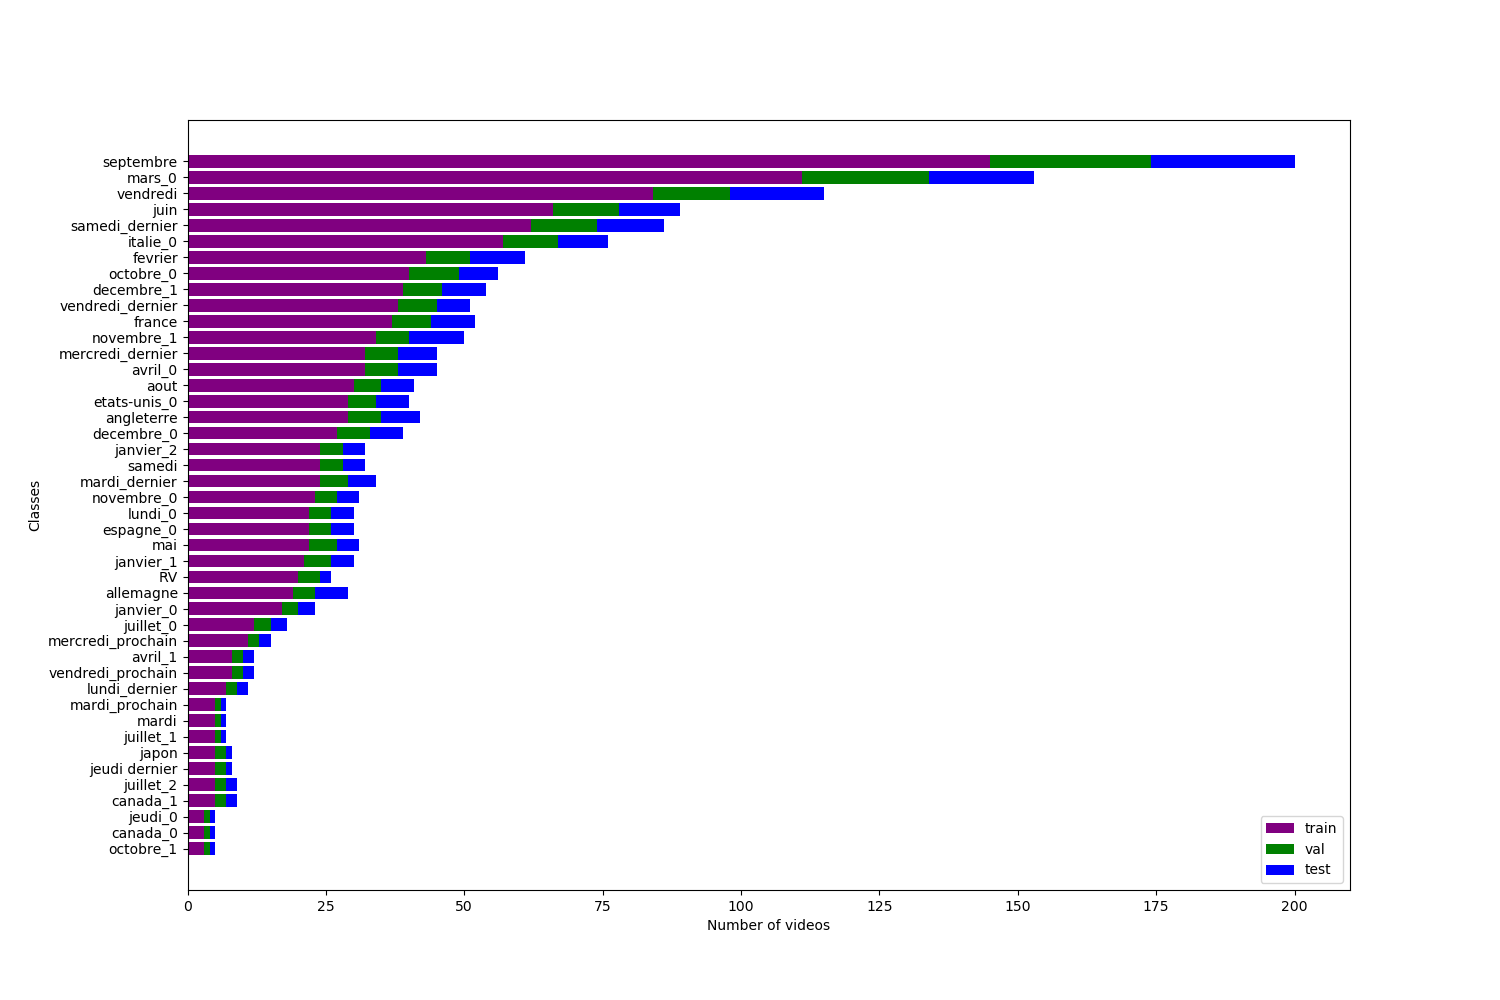 septembre
mars_0
vendredi
juin
samedi_dernier
italie_0
fevrier
octobre_0
decembre_1
vendredi_dernier
france
novembre_1
mercredi_dernier
avril_0
aout
etats-unis_0
angleterre
decembre_0
janvier_2
samedi
mardi_dernier
novembre_0
lundi_0
espagne_0
mai
janvier_1
RV
allemagne
janvier_0
juillet_0
mercredi_prochain
avril_1
vendredi_prochain
lundi_dernier
mardi_prochain
mardi
juillet_1
japon
jeudi dernier
juillet_2
canada_1
jeudi_0
canada_0
octobre_1
Classes
0 25 50 75 100 125 150 175 200
Number of videos
train
val
test